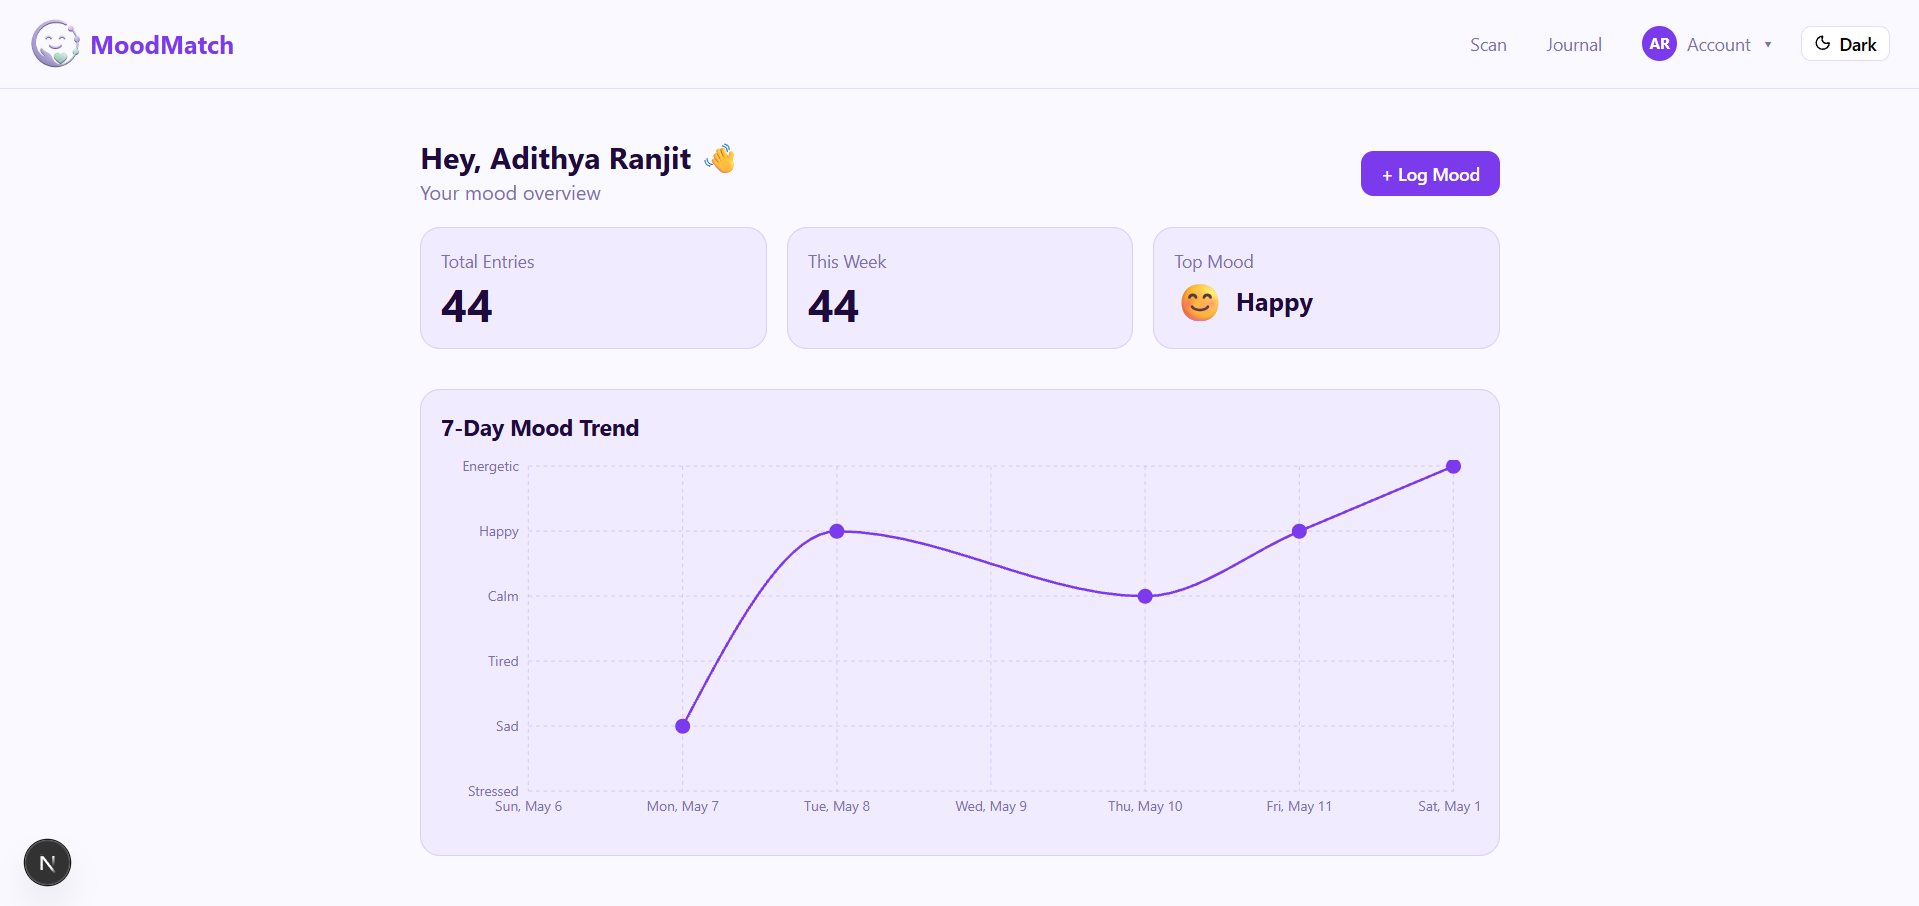 MoodMatch
Scan
Journal
AR
Account
Dark
Hey, Adithya Ranjit 👋
Your mood overview
+ Log Mood
Total Entries
44
This Week
44
Top Mood
😊 Happy
7-Day Mood Trend
Energetic
Happy
Calm
Tired
Sad
Stressed
Sun, May 6
Mon, May 7
Tue, May 8
Wed, May 9
Thu, May 10
Fri, May 11
Sat, May 1
N